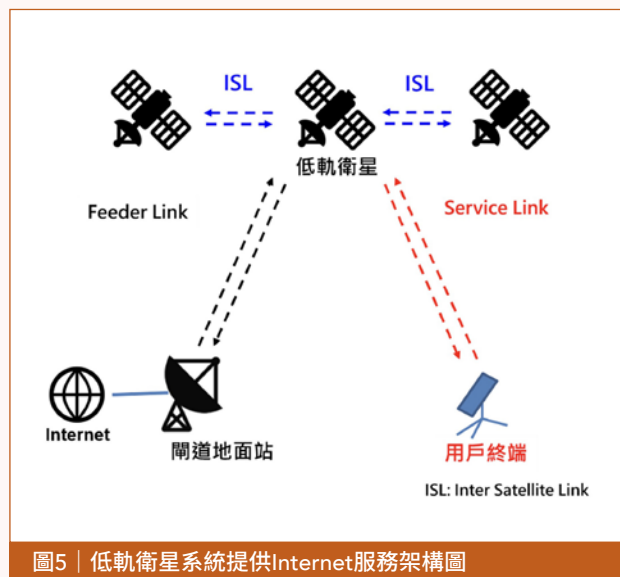 ISL
ISL
低軌衛星
Feeder Link
Service Link
Internet
閘道地面站
用戶終端
ISL: Inter Satellite Link
圖5｜低軌衛星系統提供Internet服務架構圖